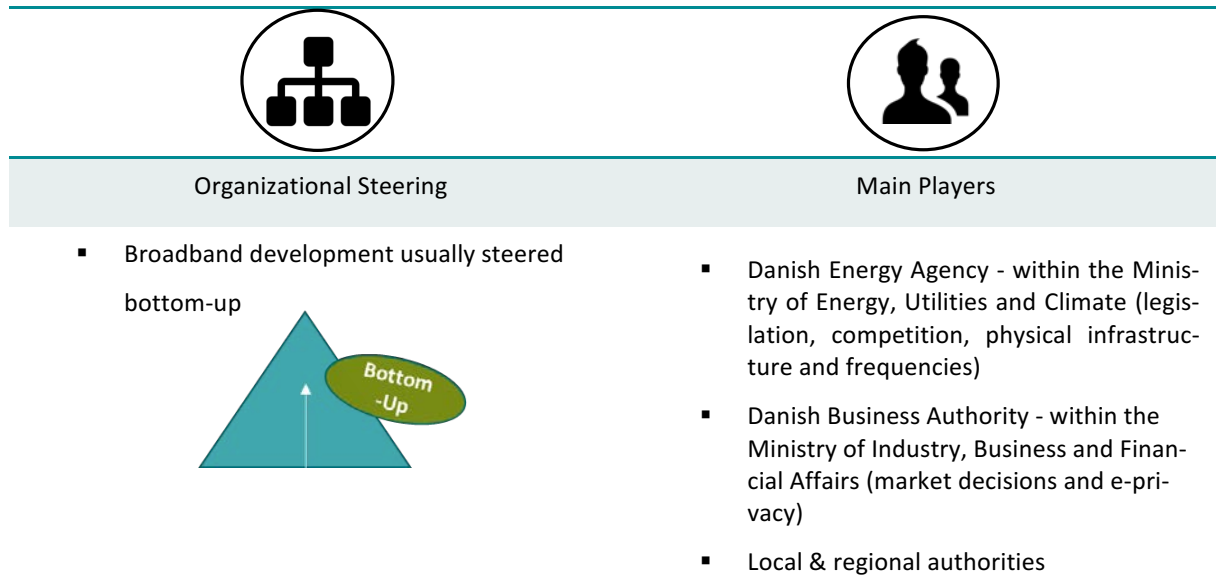 Organizational Steering
Main Players
▪ Broadband development usually steered
bottom-up
Bottom
-Up
▪ Danish Energy Agency - within the Minis-
try of Energy, Utilities and Climate (legis-
lation, competition, physical infrastruc-
ture and frequencies)
▪ Danish Business Authority - within the
Ministry of Industry, Business and Finan-
cial Affairs (market decisions and e-pri-
vacy)
▪ Local & regional authorities